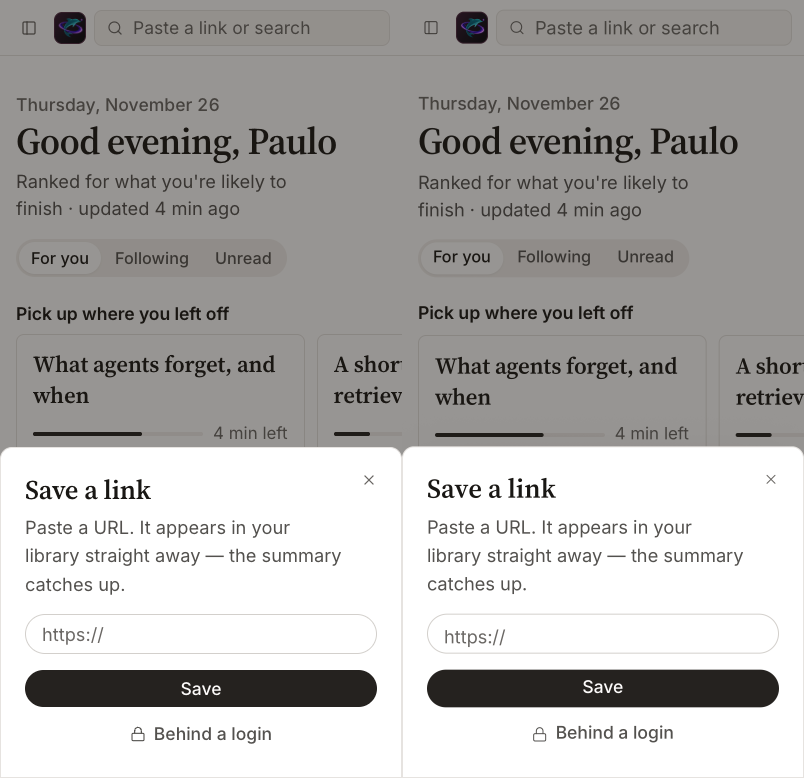 Paste a link or search
Thursday, November 26
Good evening, Paulo
Ranked for what you're likely to
finish · updated 4 min ago
For you
Following
Unread
Pick up where you left off
What agents forget, and
when
4 min left
A shor
retriev
Save a link
Paste a URL. It appears in your
library straight away — the summary
catches up.
https://
Save
Behind a login
Paste a link or search
Thursday, November 26
Good evening, Paulo
Ranked for what you're likely to
finish · updated 4 min ago
For you
Following
Unread
Pick up where you left off
What agents forget, and
when
4 min left
A shor
retriev
Save a link
Paste a URL. It appears in your
library straight away — the summary
catches up.
https://
Save
Behind a login